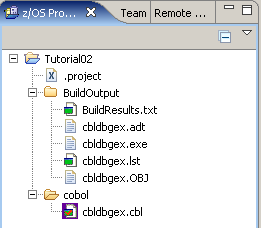 z/OS Pro... Team Remote ...
Tutorial02
.project
BuildOutput
BuildResults.txt
cbldbgex.adt
cbldbgex.exe
cbldbgex.lst
cbldbgex.OBJ
cobol
cbldbgex.cbl